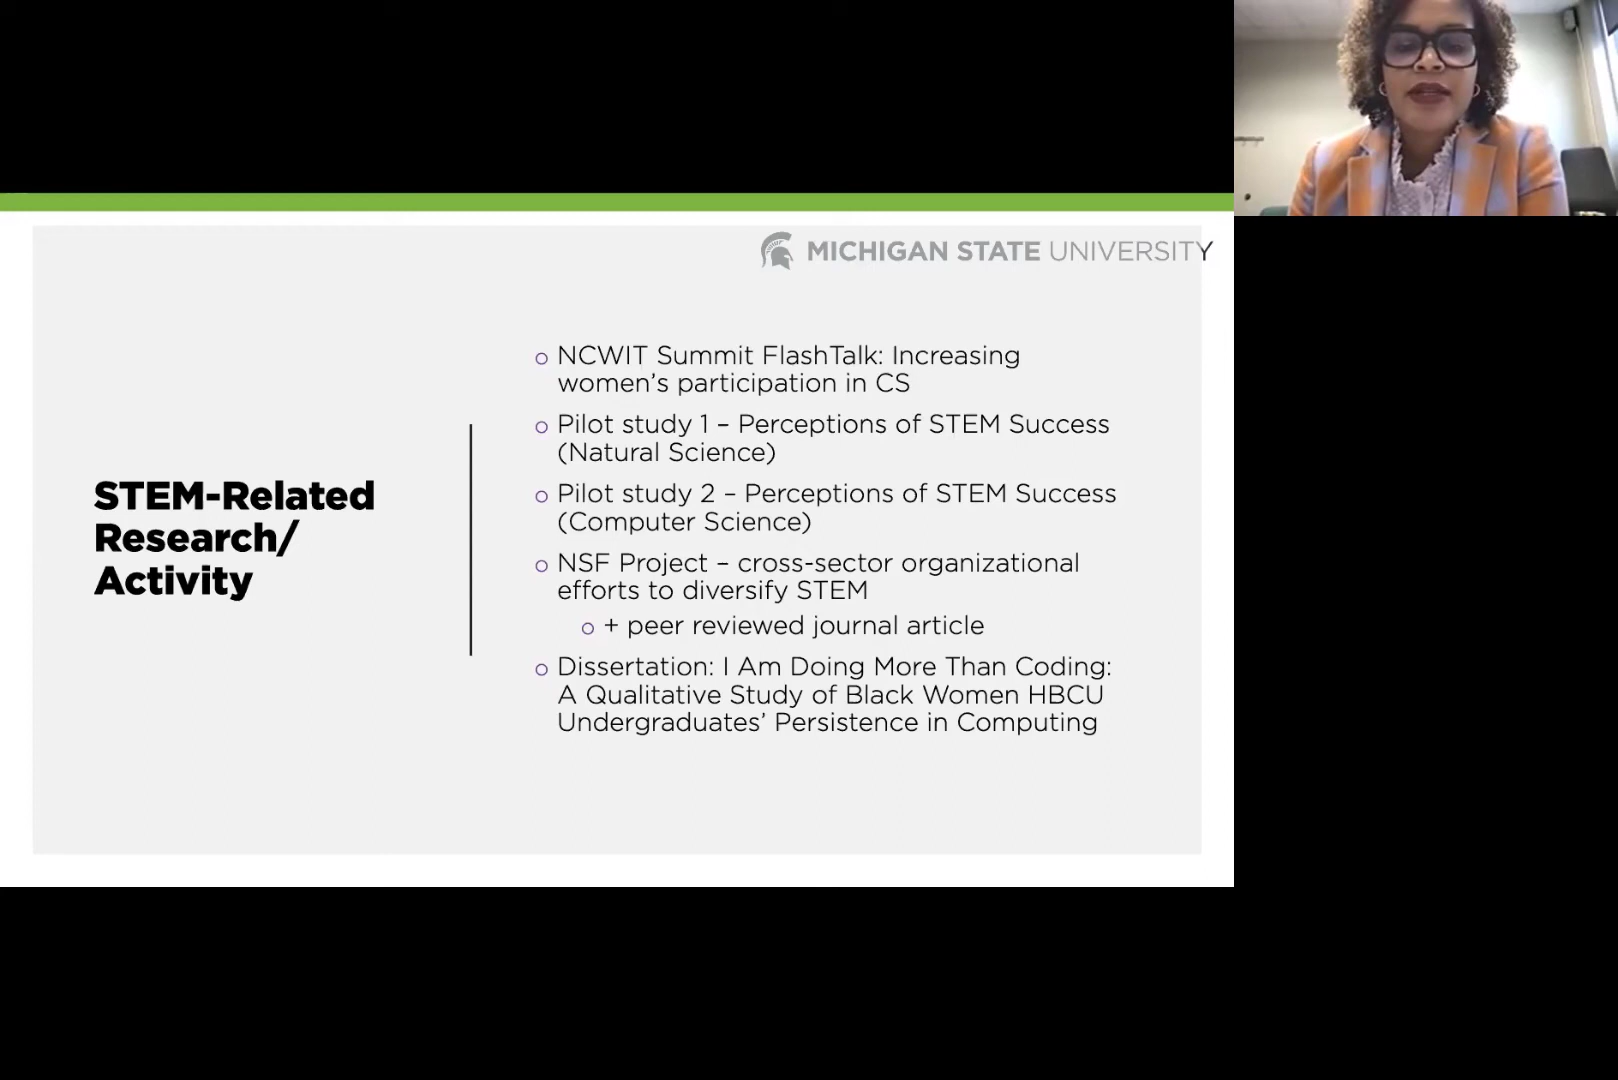 MICHIGAN STATE UNIVERSITY
STEM-Related
Research/
Activity
o NCWIT Summit FlashTalk: Increasing
women’s participation in CS
o Pilot study 1 – Perceptions of STEM Success
(Natural Science)
o Pilot study 2 – Perceptions of STEM Success
(Computer Science)
o NSF Project – cross-sector organizational
efforts to diversify STEM
o + peer reviewed journal article
o Dissertation: I Am Doing More Than Coding:
A Qualitative Study of Black Women HBCU
Undergraduates’ Persistence in Computing